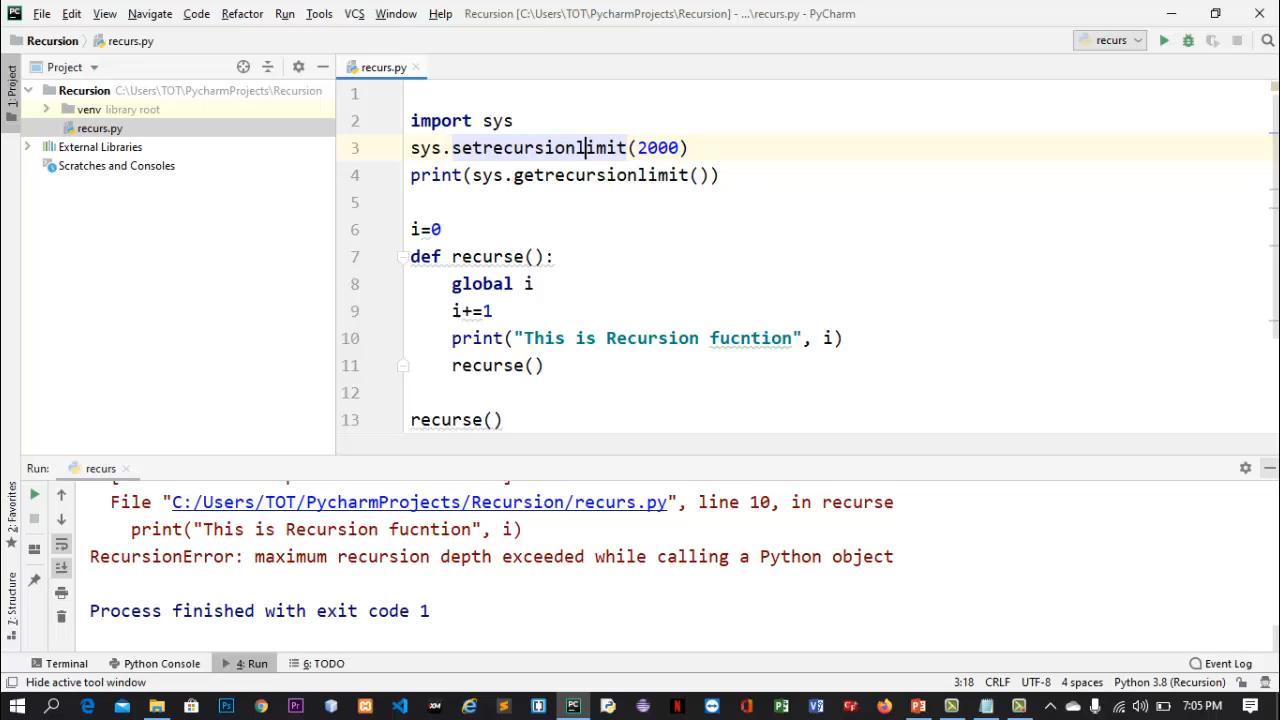 File Edit View Navigate Code Refactor Run Tools VCS Window Help Recursion [C:\Users\TOT\PycharmProjects\Recursion] - ...\recurs.py - PyCharm
Recursion recurs.py recurs
1: Project
Project recurs.py
Recursion C:\Users\TOT\PycharmProjects\Recursion
venv library root
recurs.py
External Libraries
Scratches and Consoles
1
2 import sys
3 sys.setrecursionlimit(2000)
4 print(sys.getrecursionlimit())
5
6 i=0
7 def recurse():
8 global i
9 i+=1
10 print("This is Recursion fucntion", i)
11 recurse()
12
13 recurse()
Run: recurs
2: Favorites
7: Structure
File "C:/Users/TOT/PycharmProjects/Recursion/recurs.py", line 10, in recurse
print("This is Recursion fucntion", i)
RecursionError: maximum recursion depth exceeded while calling a Python object
Process finished with exit code 1
Terminal Python Console 4: Run 6: TODO Event Log
Hide active tool window 3:18 CRLF UTF-8 4 spaces Python 3.8 (Recursion)
7:05 PM